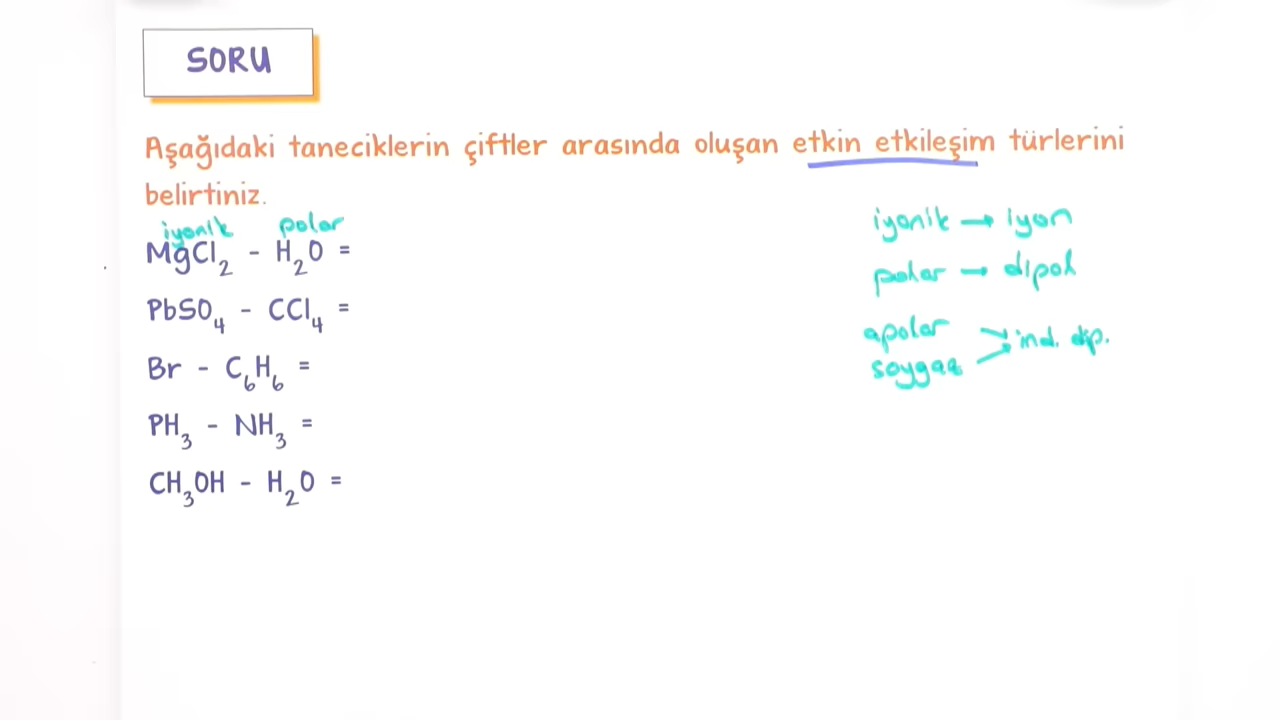 SORU
Aşağıdaki taneciklerin çiftler arasında oluşan etkin etkileşim türlerini
belirtiniz.
iyonik polar
MgCl₂ - H₂O =
PbSO₄ - CCl₄ =
Br - C₆H₆ =
PH₃ - NH₃ =
CH₃OH - H₂O =
iyonik → iyon
polar → dipol
apolar
soygaz → ind. dip.